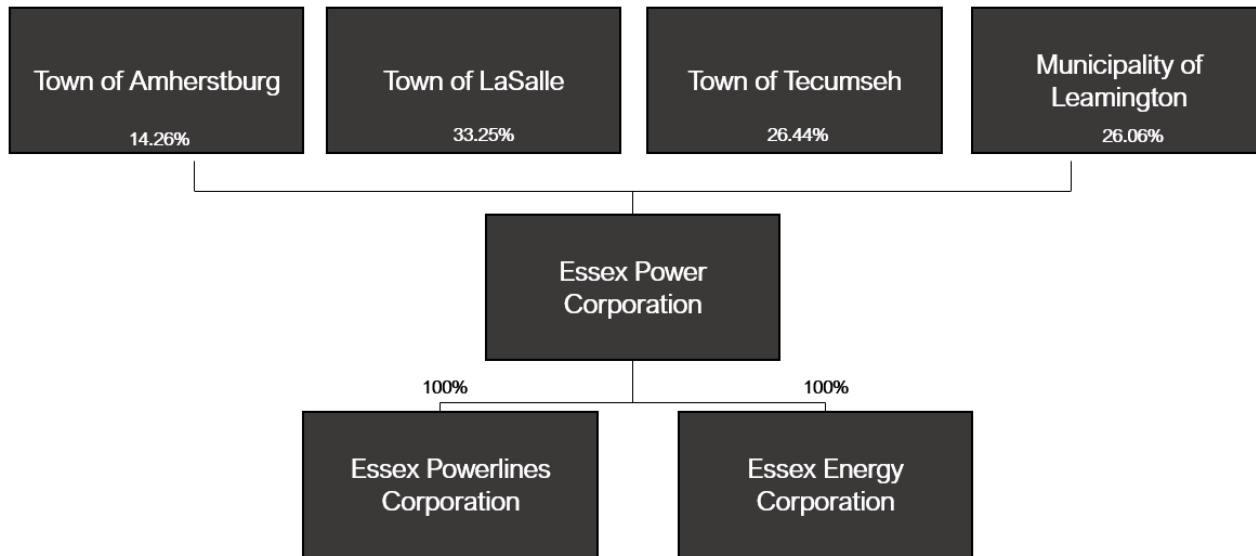 Town of Amherstburg
14.26%
Town of LaSalle
33.25%
Town of Tecumseh
26.44%
Municipality of
Leamington
26.06%
Essex Power
Corporation
100%
100%
Essex Powerlines
Corporation
Essex Energy
Corporation